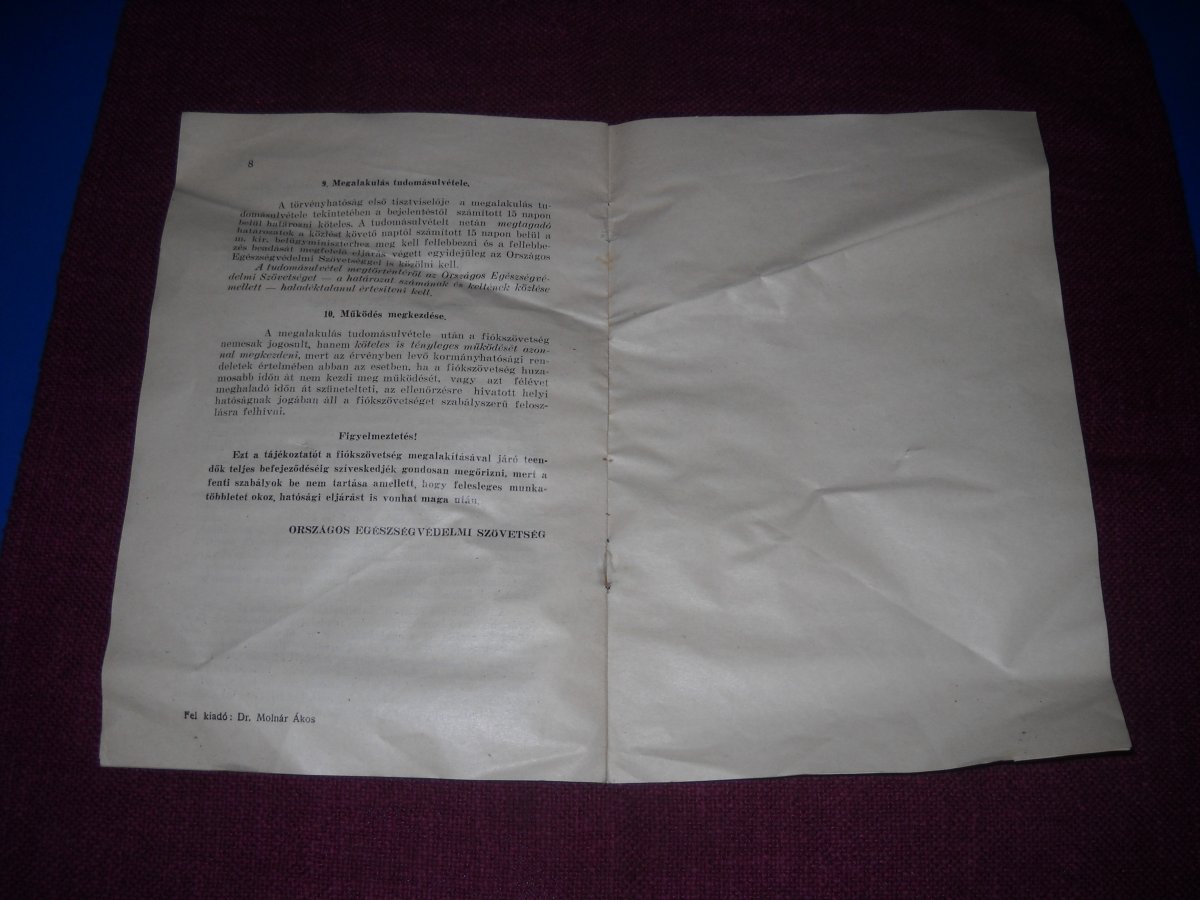 8
9. Megalakulás tudomásulvétele.
A törvényhatóság első tisztviselője a megalakulás tu-
domásulvétele tekintetében a bejelentéstől számított 15 napon
belül határozni köteles. A tudomásulvételt netán megtagadó
határozatok a közlést követő naptól számított 15 napon belül a
m. kir. belügyminiszterhez meg kell fellebbezni és a fellebbe-
zés beadását megfelelő eljárás végett egyidejüleg az Országos
Egészségvédelmi Szövetséggel is közölni kell.
A tudomásulvétel megtörténtéről az Országos Egészségvé-
delmi Szövetséget — a határozat számának és keltének közlése
mellett — haladéktalanul értesíteni kell.
10. Működés megkezdése.
A megalakulás tudomásulvétele után a fiókszövetség
nemcsak jogosult, hanem köteles is tényleges működését azon-
nal megkezdeni, mert az érvényben levő kormányhatósági ren-
deletek értelmében abban az esetben, ha a fiókszövetség huza-
mosabb időn át nem kezdi meg működését, vagy azt félévet
meghaladó időn át szünetelteti, az ellenőrzésre hivatott helyi
hatóságnak jogában áll a fiókszövetséget szabályszerű felosz-
lásra felhívni.
Figyelmeztetés!
Ezt a tájékoztatót a fiókszövetség megalakításával járó teen-
dők teljes befejeződéséig szíveskedjék gondosan megőrizni, mert a
fenti szabályok be nem tartása amellett, hogy felesleges munka-
többletet okoz, hatósági eljárást is vonhat maga után.
ORSZÁGOS EGÉSZSÉGVÉDELMI SZÖVETSÉG
Fel kiadó: Dr. Molnár Ákos